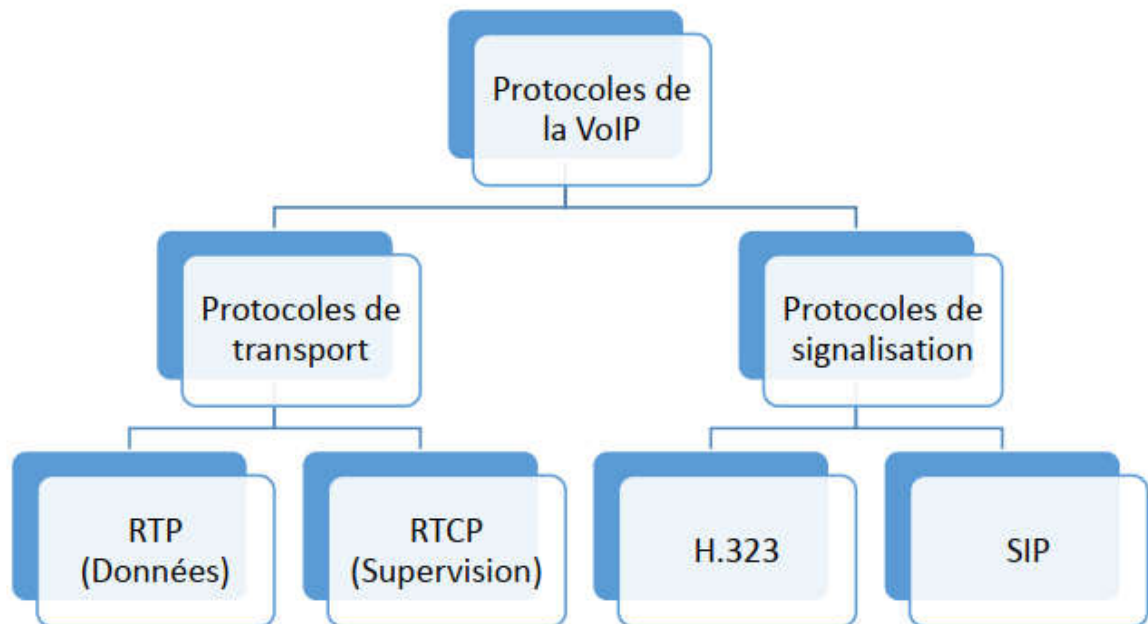 Protocoles de
la VoIP
Protocoles de
transport
Protocoles de
signalisation
RTP
(Données)
RTCP
(Supervision)
H.323
SIP